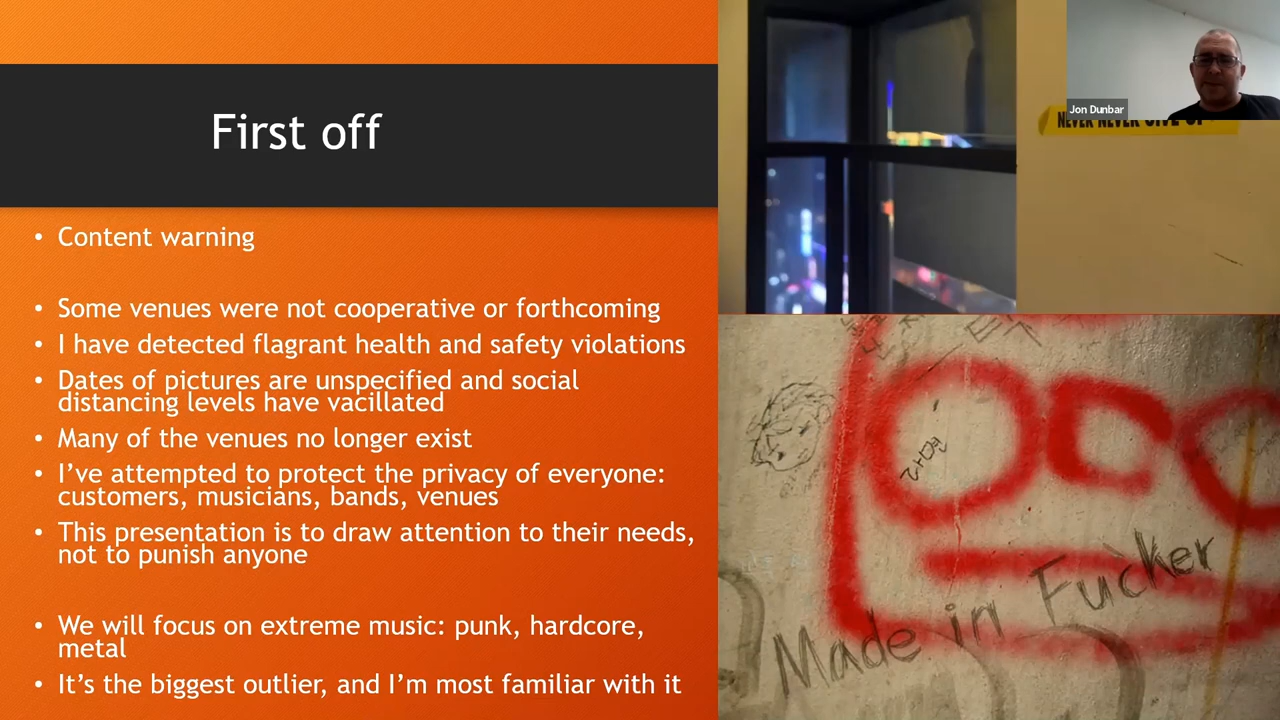 First off
• Content warning
• Some venues were not cooperative or forthcoming
• I have detected flagrant health and safety violations
• Dates of pictures are unspecified and social
distancing levels have vacillated
• Many of the venues no longer exist
• I’ve attempted to protect the privacy of everyone:
customers, musicians, bands, venues
• This presentation is to draw attention to their needs,
not to punish anyone
• We will focus on extreme music: punk, hardcore,
metal
• It’s the biggest outlier, and I’m most familiar with it
Jon Dunbar
NEVER NEVER GIVE UP
Made in Fucker